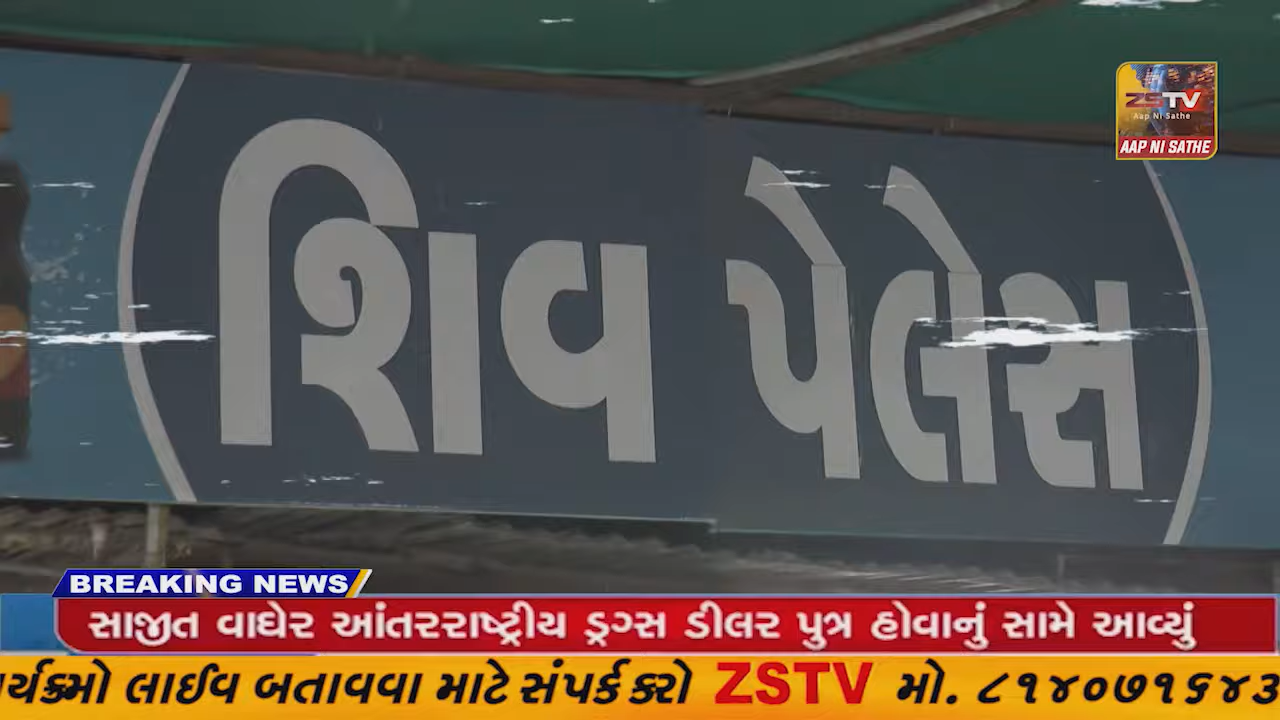 ZSTV
Aap Ni Sathe
AAP NI SATHE
શિવ પેલેસ
BREAKING NEWS
સાજીત વાઘેર આંતરરાષ્ટ્રીય ડ્રગ્સ ડીલર પુત્ર હોવાનું સામે આવ્યું
ર્યક્રમો લાઈવ બતાવવા માટે સંપર્ક કરો ZSTV મો. ૮૧૪૦૭૧૬૪૩